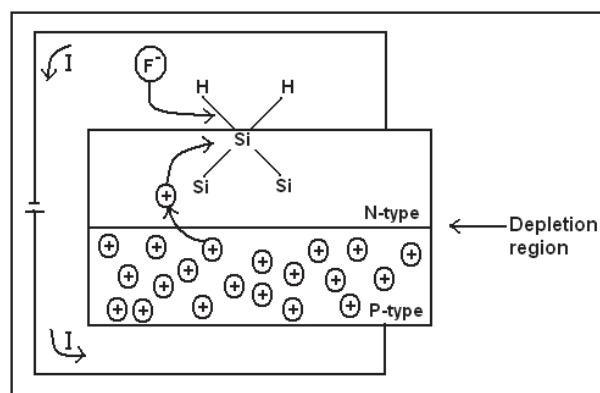 I
F-
H H
Si
Si Si
N-type
Depletion
region
+
+ + + + + + +
+ + + + + + +
+ + + + + +
P-type
I